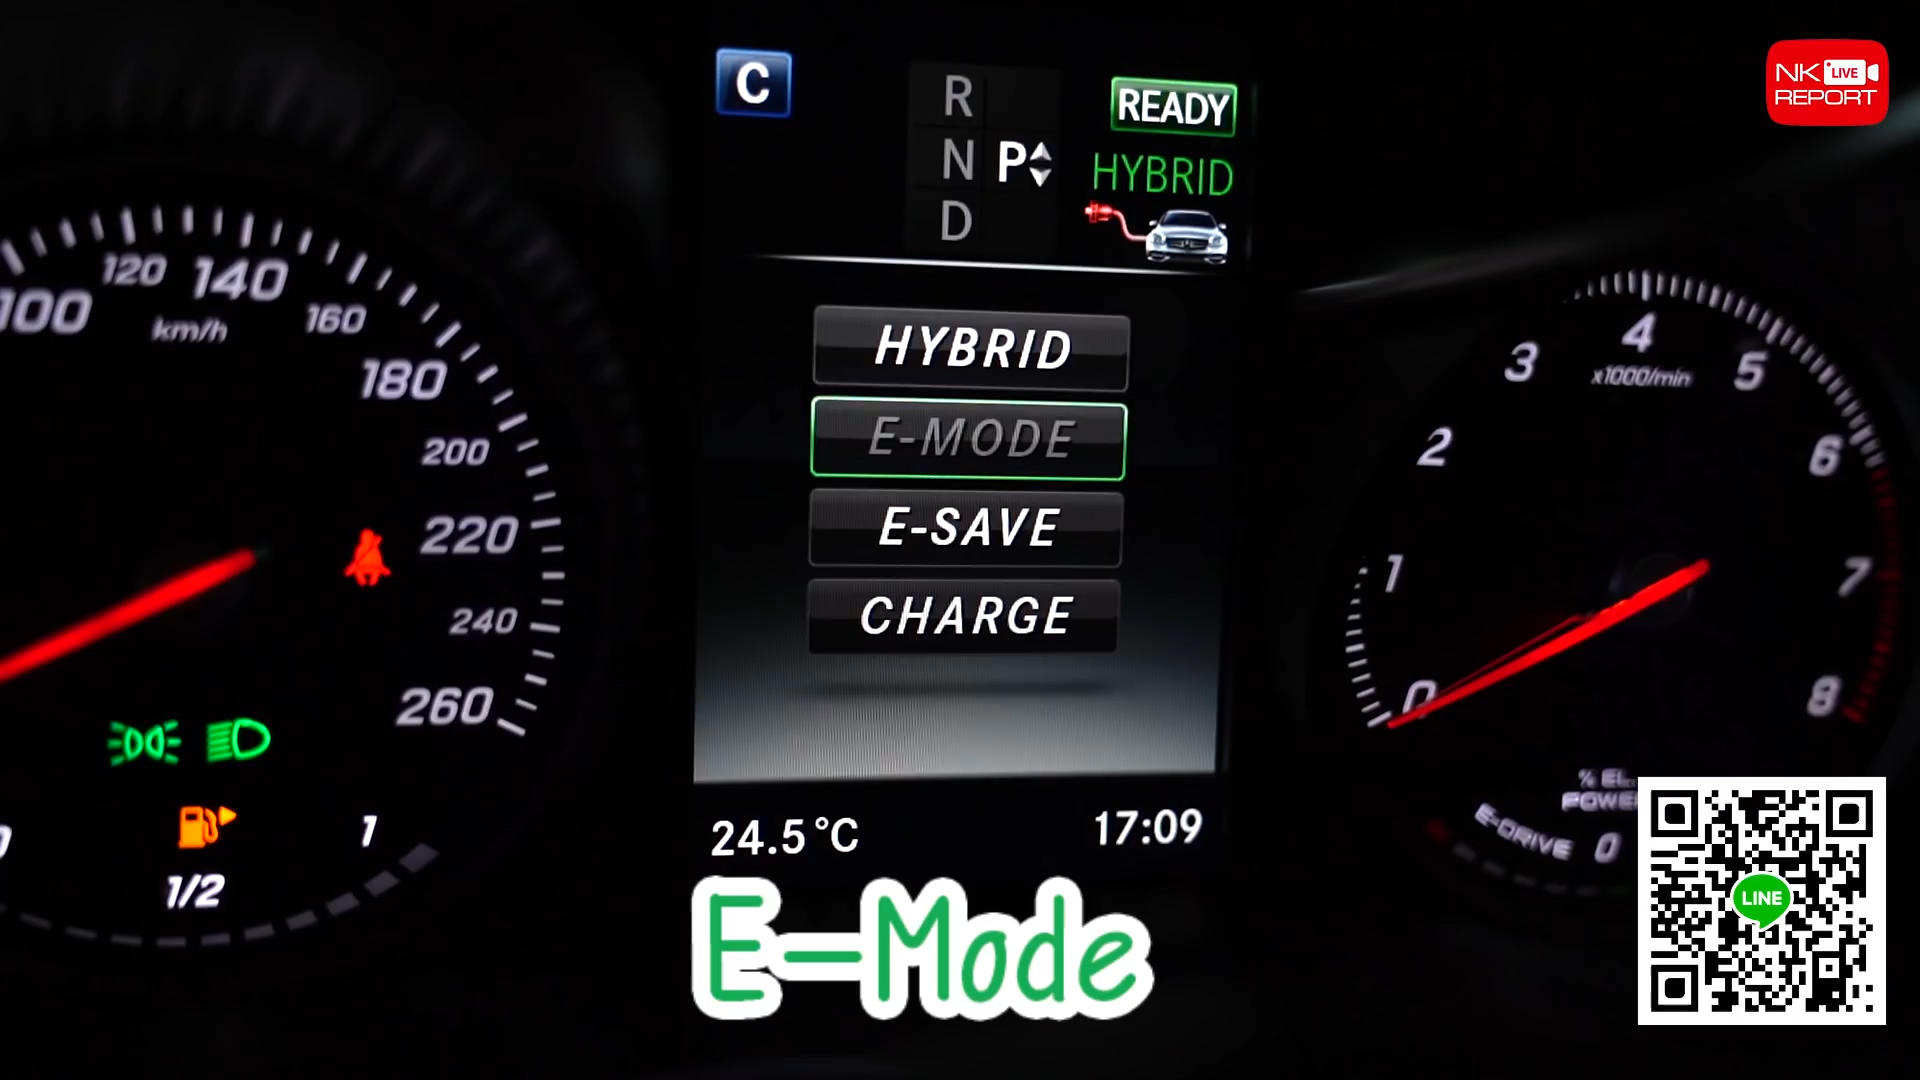 C
R
N P
D
READY
HYBRID
NK LIVE
REPORT
100
120
140
160
km/h
180
200
220
240
260
1/2
1
HYBRID
E-MODE
E-SAVE
CHARGE
24.5°C
17:09
0
1
2
3
4
5
6
7
8
x1000/min
POWE
E-DRIVE 0
E-Mode
LINE